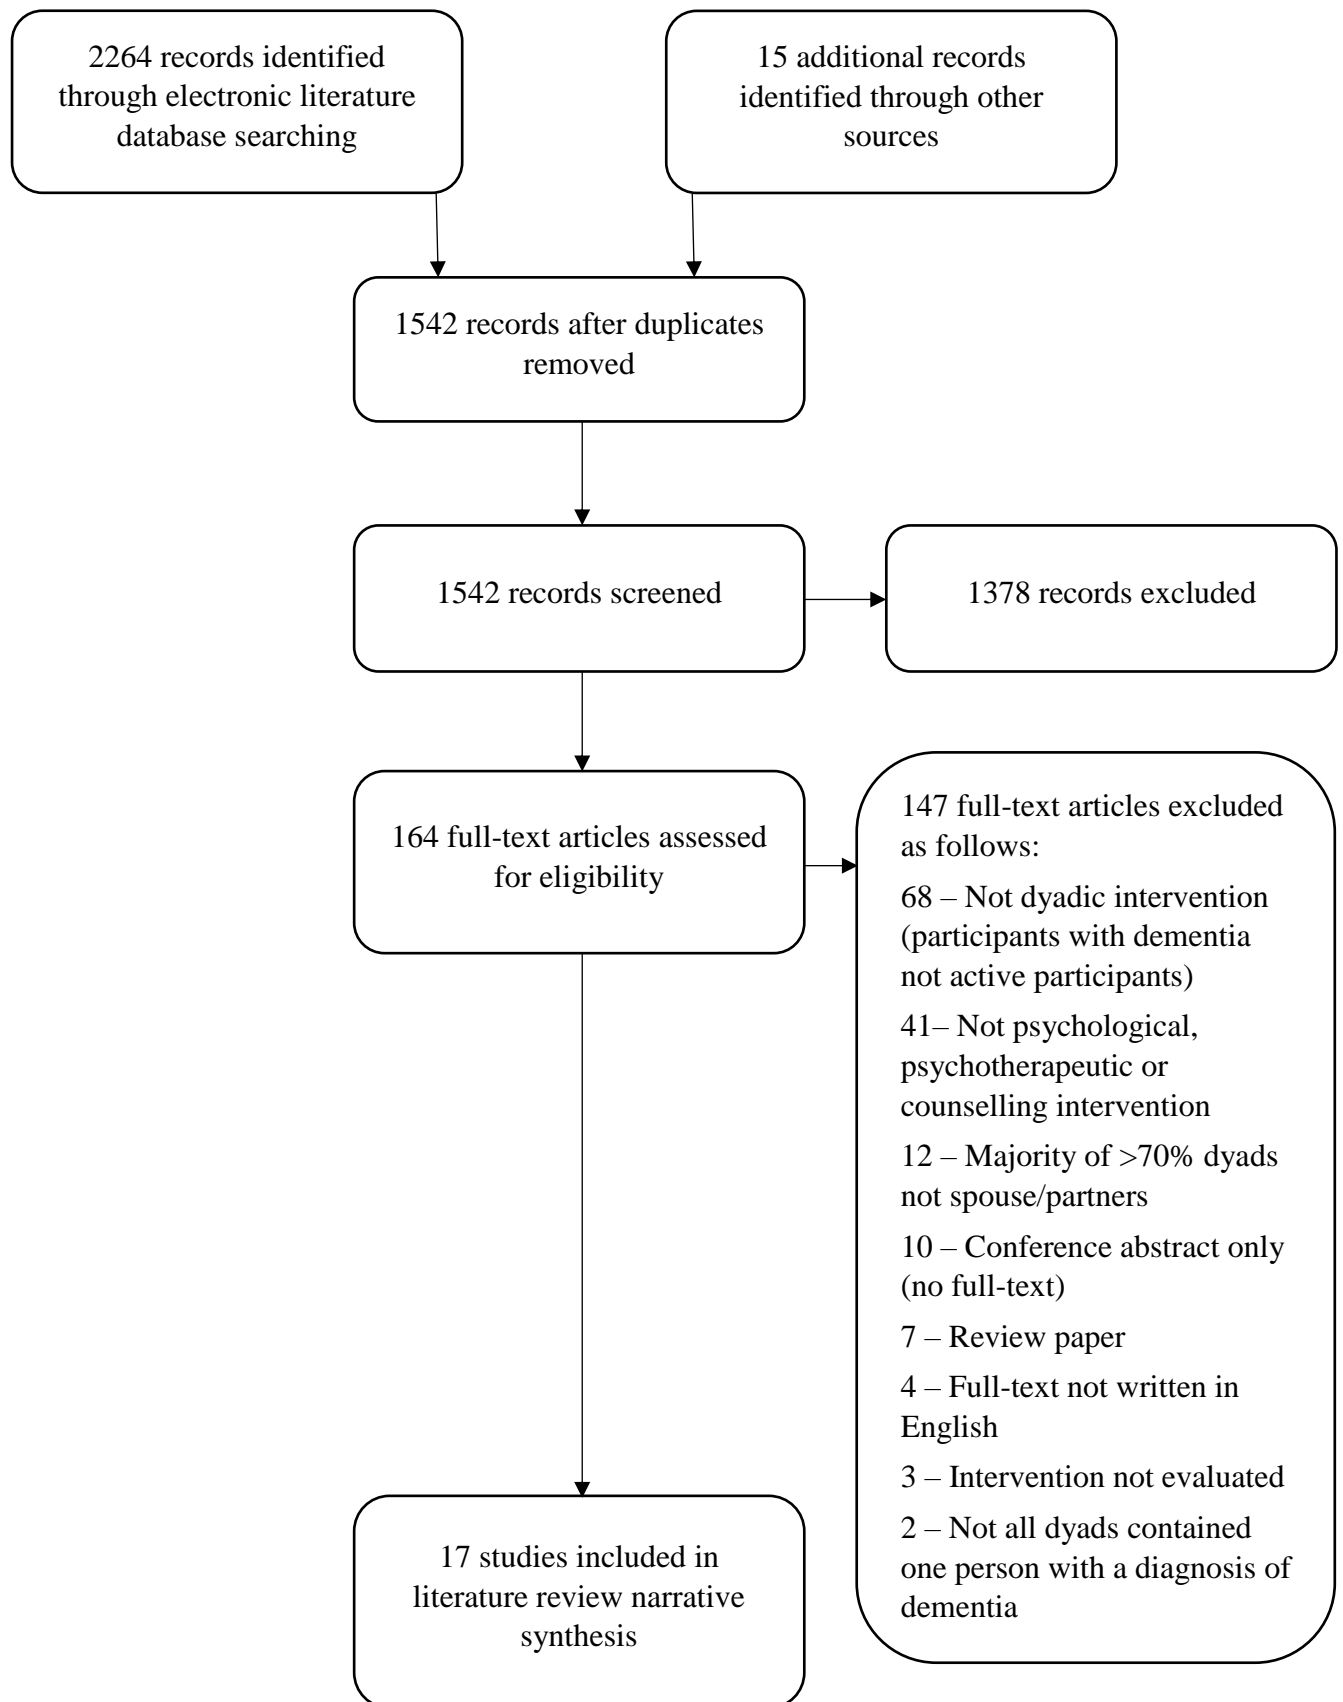 2264 records identified
through electronic literature
database searching
15 additional records
identified through other
sources
1542 records after duplicates
removed
1542 records screened
1378 records excluded
164 full-text articles assessed
for eligibility
147 full-text articles excluded
as follows:
68 – Not dyadic intervention
(participants with dementia
not active participants)
41– Not psychological,
psychotherapeutic or
counselling intervention
12 – Majority of >70% dyads
not spouse/partners
10 – Conference abstract only
(no full-text)
7 – Review paper
4 – Full-text not written in
English
3 – Intervention not evaluated
2 – Not all dyads contained
one person with a diagnosis of
dementia
17 studies included in
literature review narrative
synthesis